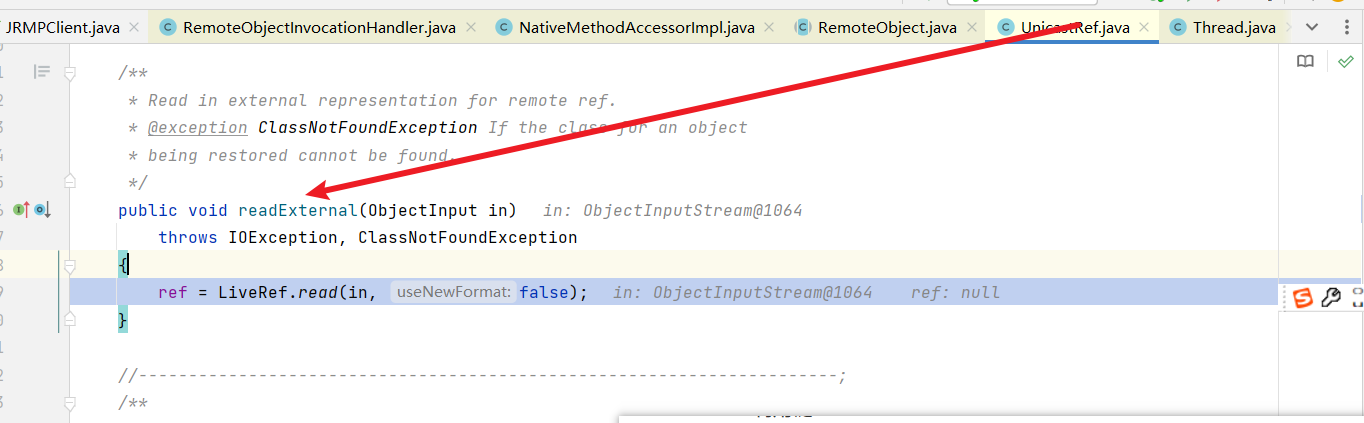 JRMPClient.java RemoteObjectInvocationHandler.java NativeMethodAccessorImpl.java RemoteObject.java UnicastRef.java Thread.java
/**
* Read in external representation for remote ref.
* @exception ClassNotFoundException If the class for an object
* being restored cannot be found.
*/
public void readExternal(ObjectInput in) in: ObjectInputStream@1064
throws IOException, ClassNotFoundException
{
ref = LiveRef.read(in, useNewFormat: false); in: ObjectInputStream@1064 ref: null
}
//----------------------------------------------------------------------;
/**